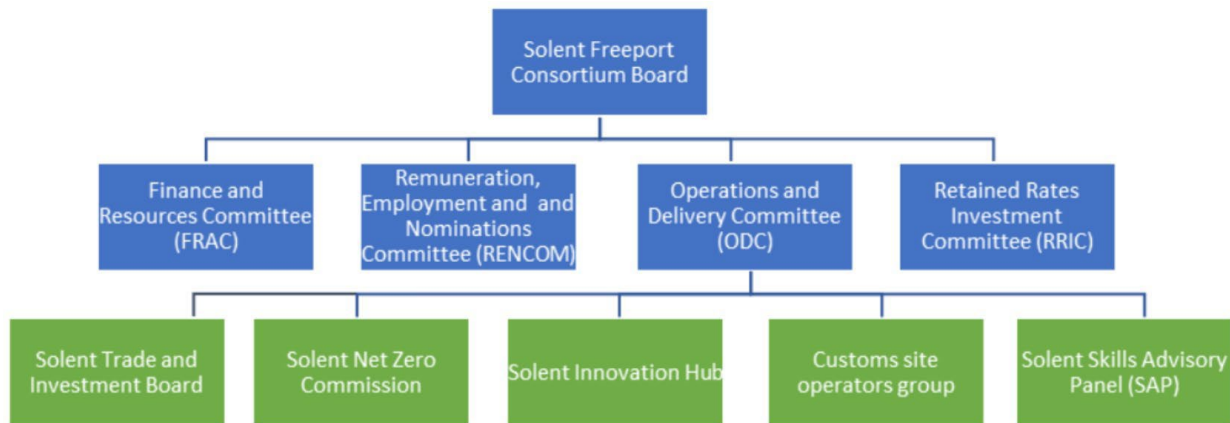 Solent Freeport
Consortium Board
Finance and
Resources Committee
(FRAC)
Remuneration,
Employment and and
Nominations
Committee (RENCOM)
Operations and
Delivery Committee
(ODC)
Retained Rates
Investment
Committee (RRIC)
Solent Trade and
Investment Board
Solent Net Zero
Commission
Solent Innovation Hub
Customs site
operators group
Solent Skills Advisory
Panel (SAP)